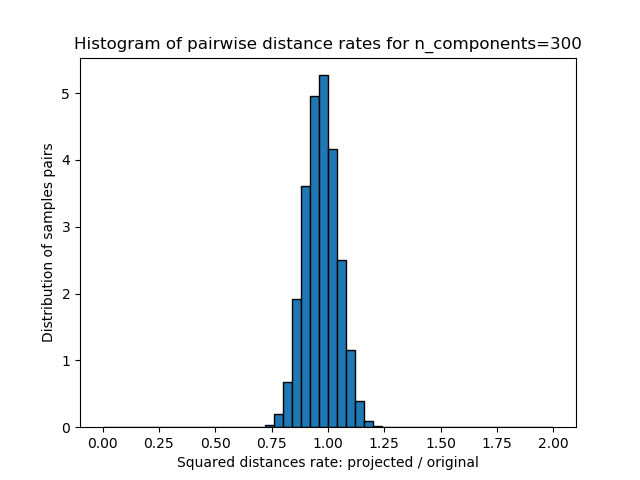 Histogram of pairwise distance rates for n_components=300
Distribution of samples pairs
5
4
3
2
1
0
0.00 0.25 0.50 0.75 1.00 1.25 1.50 1.75 2.00
Squared distances rate: projected / original